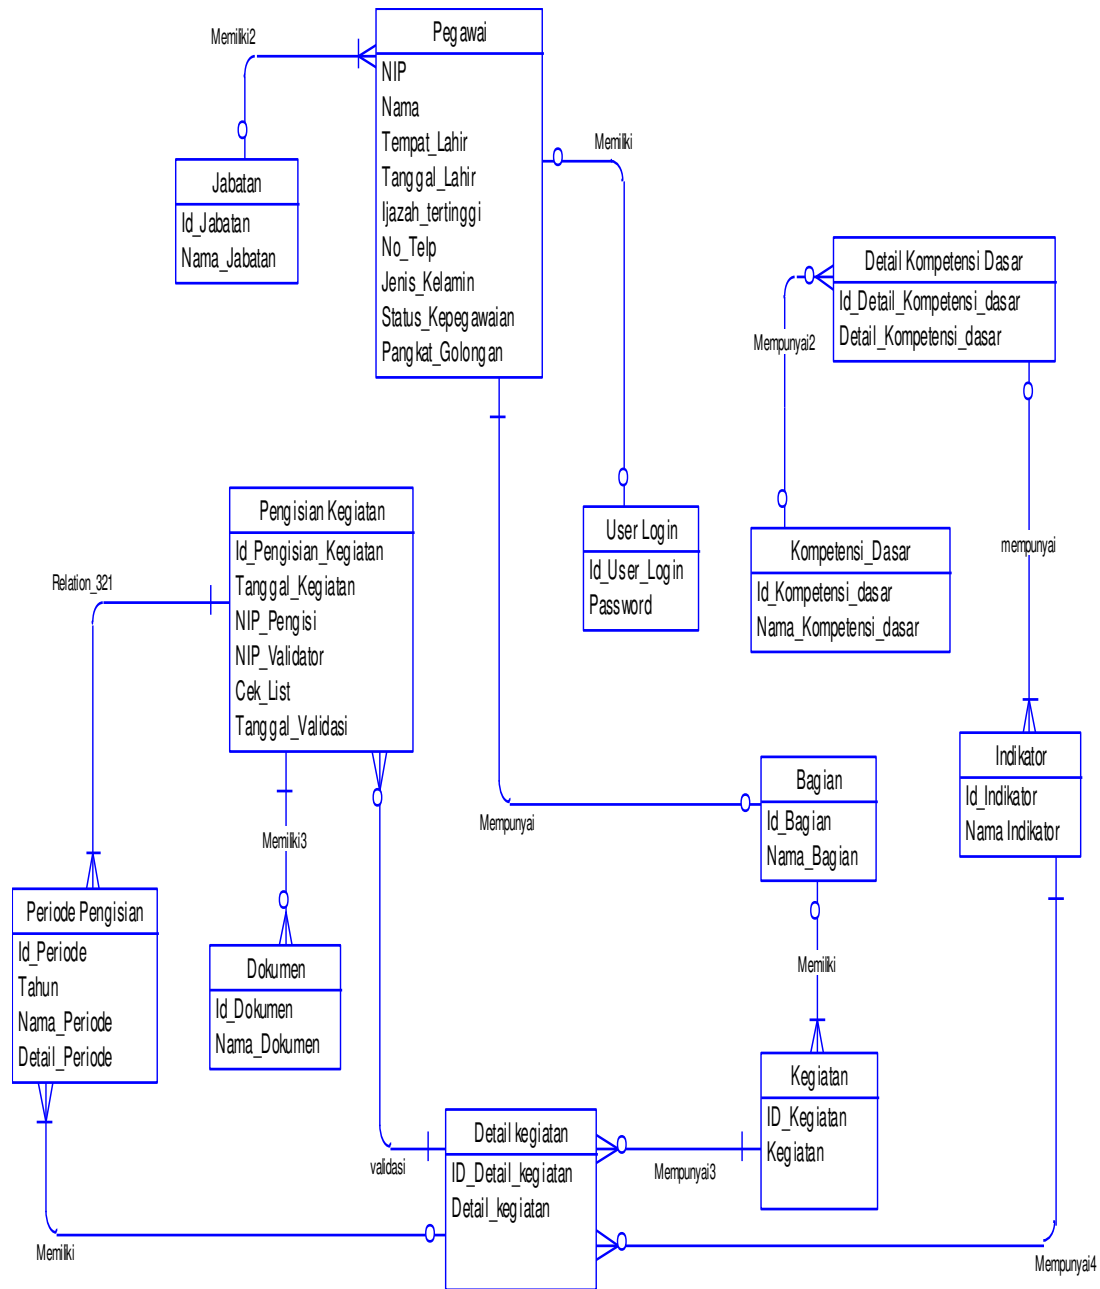 Pegawai
NIP
Nama
Tempat_Lahir
Tanggal_Lahir
Ijazah_tertinggi
No_Telp
Jenis_Kelamin
Status_Kepegawaian
Pangkat_Golongan
Memiliki2
Jabatan
Id_Jabatan
Nama_Jabatan
Memiliki
Detail Kompetensi Dasar
Id_Detail_Kompetensi_dasar
Detail_Kompetensi_dasar
Mempunyai2
Pengisian Kegiatan
Id_Pengisian_Kegiatan
Tanggal_Kegiatan
NIP_Pengisi
NIP_Validator
Cek_List
Tanggal_Validasi
User Login
Id_User_Login
Password
Kompetensi_Dasar
Id_Kompetensi_dasar
Nama_Kompetensi_dasar
mempunyai
Relation_321
Indikator
Id_Indikator
Nama Indikator
Bagian
Id_Bagian
Nama_Bagian
Mempunyai
Memiliki3
Periode Pengisian
Id_Periode
Tahun
Nama_Periode
Detail_Periode
Dokumen
Id_Dokumen
Nama_Dokumen
Memiliki
Kegiatan
ID_Kegiatan
Kegiatan
Detail kegiatan
ID_Detail_kegiatan
Detail_kegiatan
validasi
Mempunyai3
Memiliki
Mempunyai4